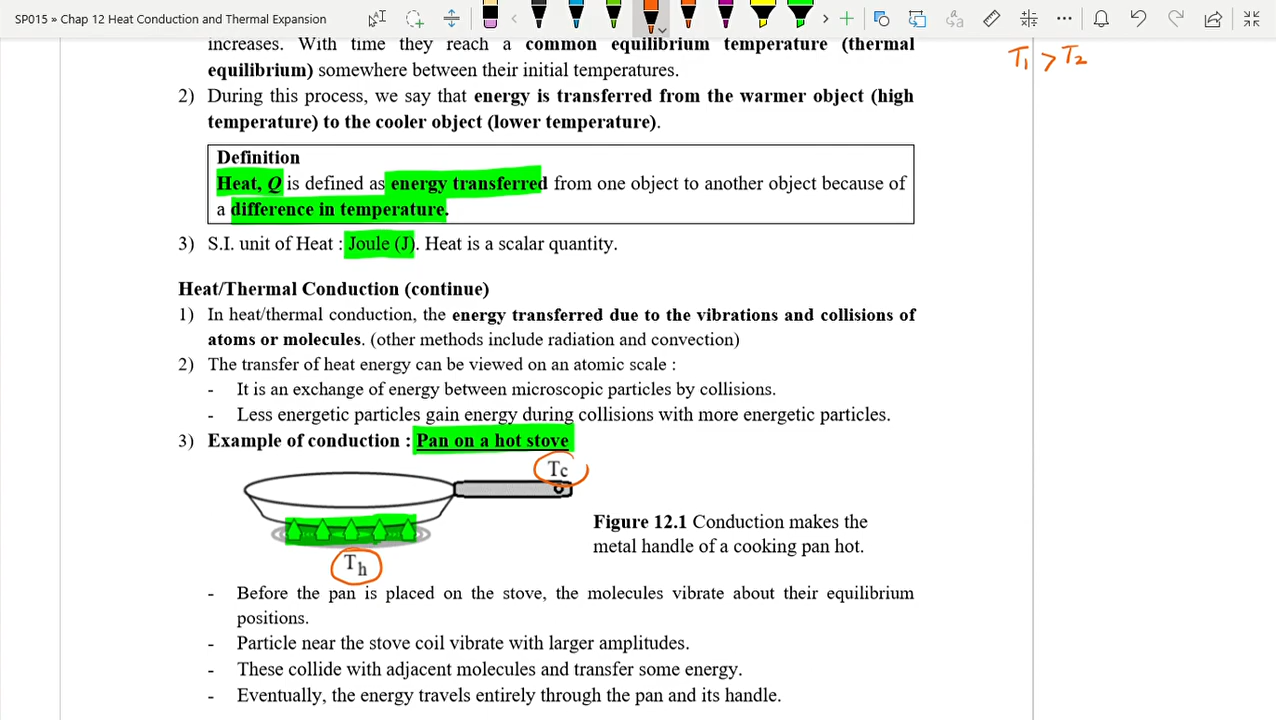 SP015 » Chap 12 Heat Conduction and Thermal Expansion
increases. With time they reach a common equilibrium temperature (thermal
equilibrium) somewhere between their initial temperatures.
T₁ > T₂
2) During this process, we say that energy is transferred from the warmer object (high
temperature) to the cooler object (lower temperature).
Definition
Heat, Q is defined as energy transferred from one object to another object because of
a difference in temperature.
3) S.I. unit of Heat : Joule (J). Heat is a scalar quantity.
Heat/Thermal Conduction (continue)
1) In heat/thermal conduction, the energy transferred due to the vibrations and collisions of
atoms or molecules. (other methods include radiation and convection)
2) The transfer of heat energy can be viewed on an atomic scale :
- It is an exchange of energy between microscopic particles by collisions.
- Less energetic particles gain energy during collisions with more energetic particles.
3) Example of conduction : Pan on a hot stove
Tc
Figure 12.1 Conduction makes the
metal handle of a cooking pan hot.
Th
- Before the pan is placed on the stove, the molecules vibrate about their equilibrium
positions.
- Particle near the stove coil vibrate with larger amplitudes.
- These collide with adjacent molecules and transfer some energy.
- Eventually, the energy travels entirely through the pan and its handle.